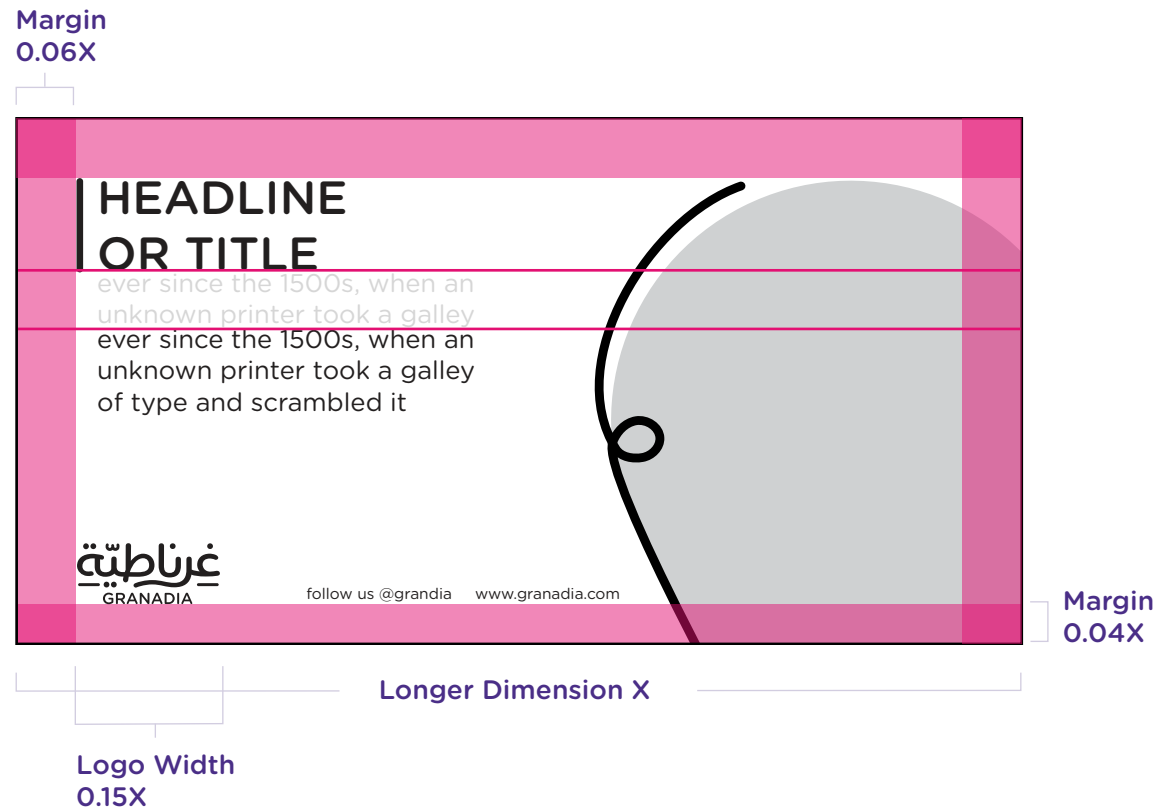 Margin
0.06X
HEADLINE
OR TITLE
ever since the 1500s, when an
unknown printer took a galley
ever since the 1500s, when an
unknown printer took a galley
of type and scrambled it
غرناطيّة
GRANADIA
follow us @grandia www.granadia.com
Margin
0.04X
Longer Dimension X
Logo Width
0.15X